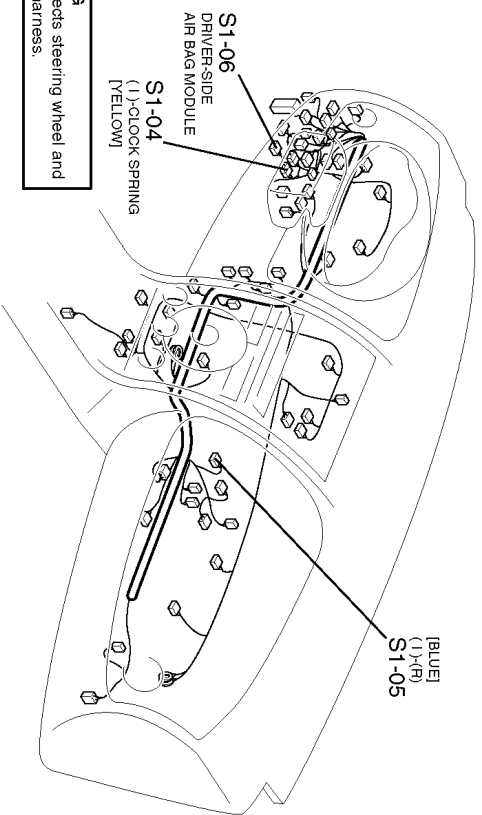 S1-06
DRIVER-SIDE
AIR BAG MODULE
S1-04
( I )-CLOCK SPRING
[YELLOW]
[BLUE]
( I )-(R)
S1-05
G
ects steering wheel and
arness.